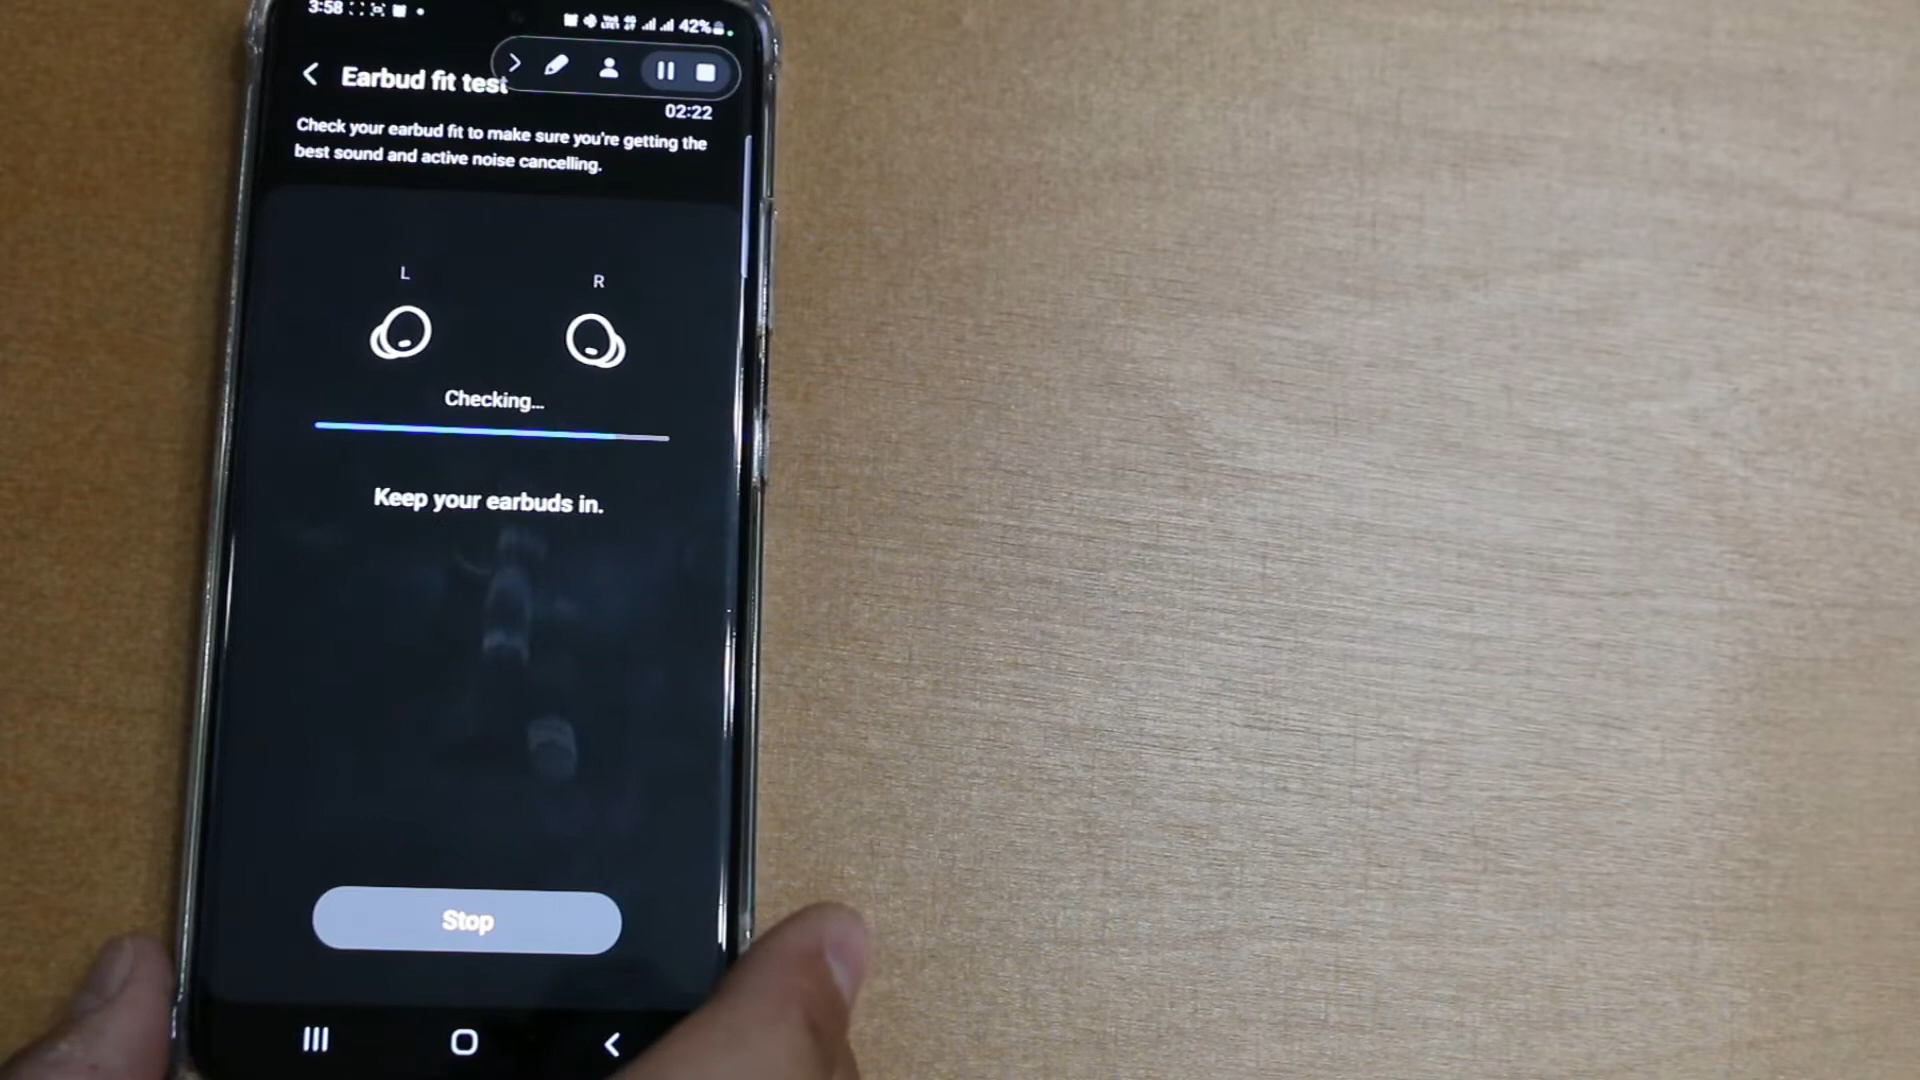 3:58
42%
Earbud fit test
02:22
Check your earbud fit to make sure you're getting the
best sound and active noise cancelling.
L
R
Checking...
Keep your earbuds in.
Stop